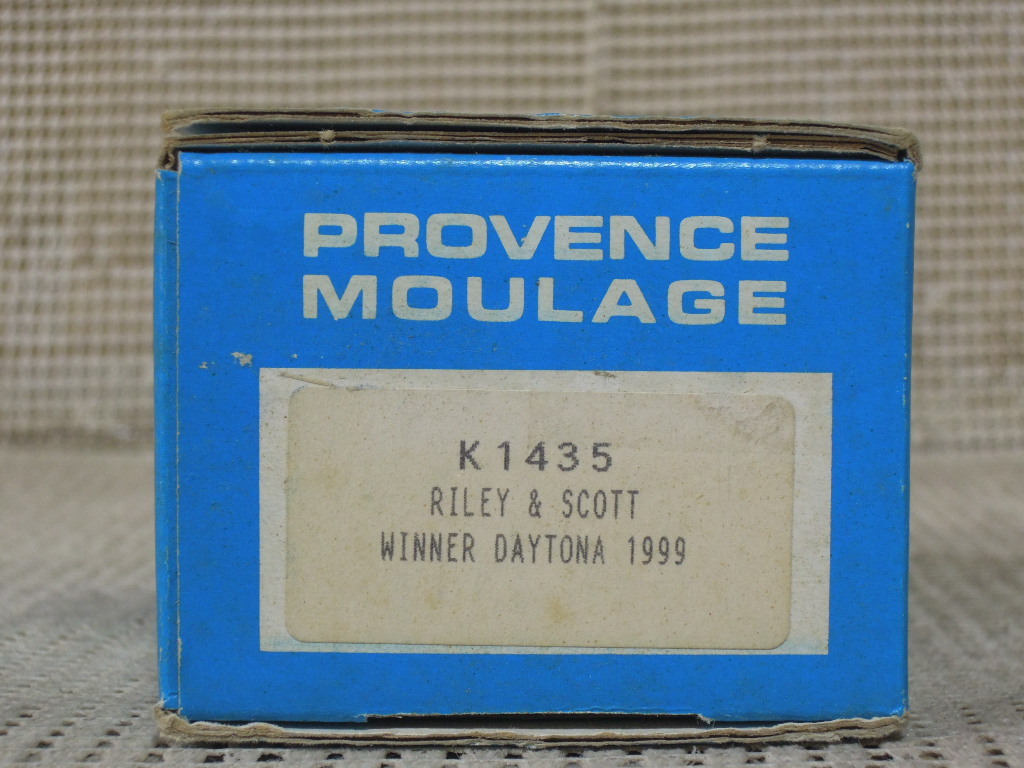 PROVENCE
MOULAGE
K1435
RILEY & SCOTT
WINNER DAYTONA 1999